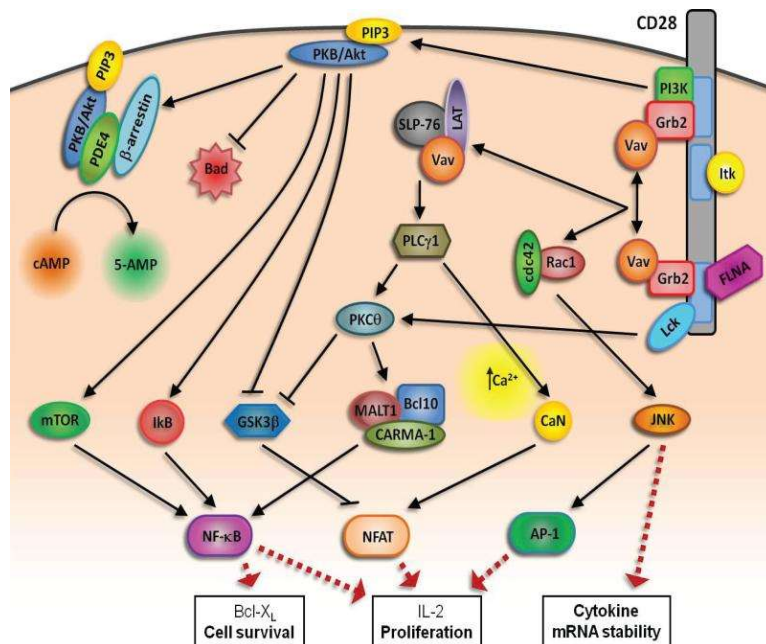 CD28
PIP3
PKB/Akt
PIP3
PKB/Akt
PDE4
β-arrestin
Bad
SLP-76
LAT
Vav
PI3K
Grb2
Vav
Itk
cAMP
5-AMP
PLCγ1
cdc42
Rac1
Vav
Grb2
FLNA
Lck
PKCθ
↑Ca²⁺
mTOR
IkB
GSK3β
MALT1
Bcl10
CARMA-1
CaN
JNK
NF-κB
NFAT
AP-1
Bcl-X_L
Cell survival
IL-2
Proliferation
Cytokine
mRNA stability